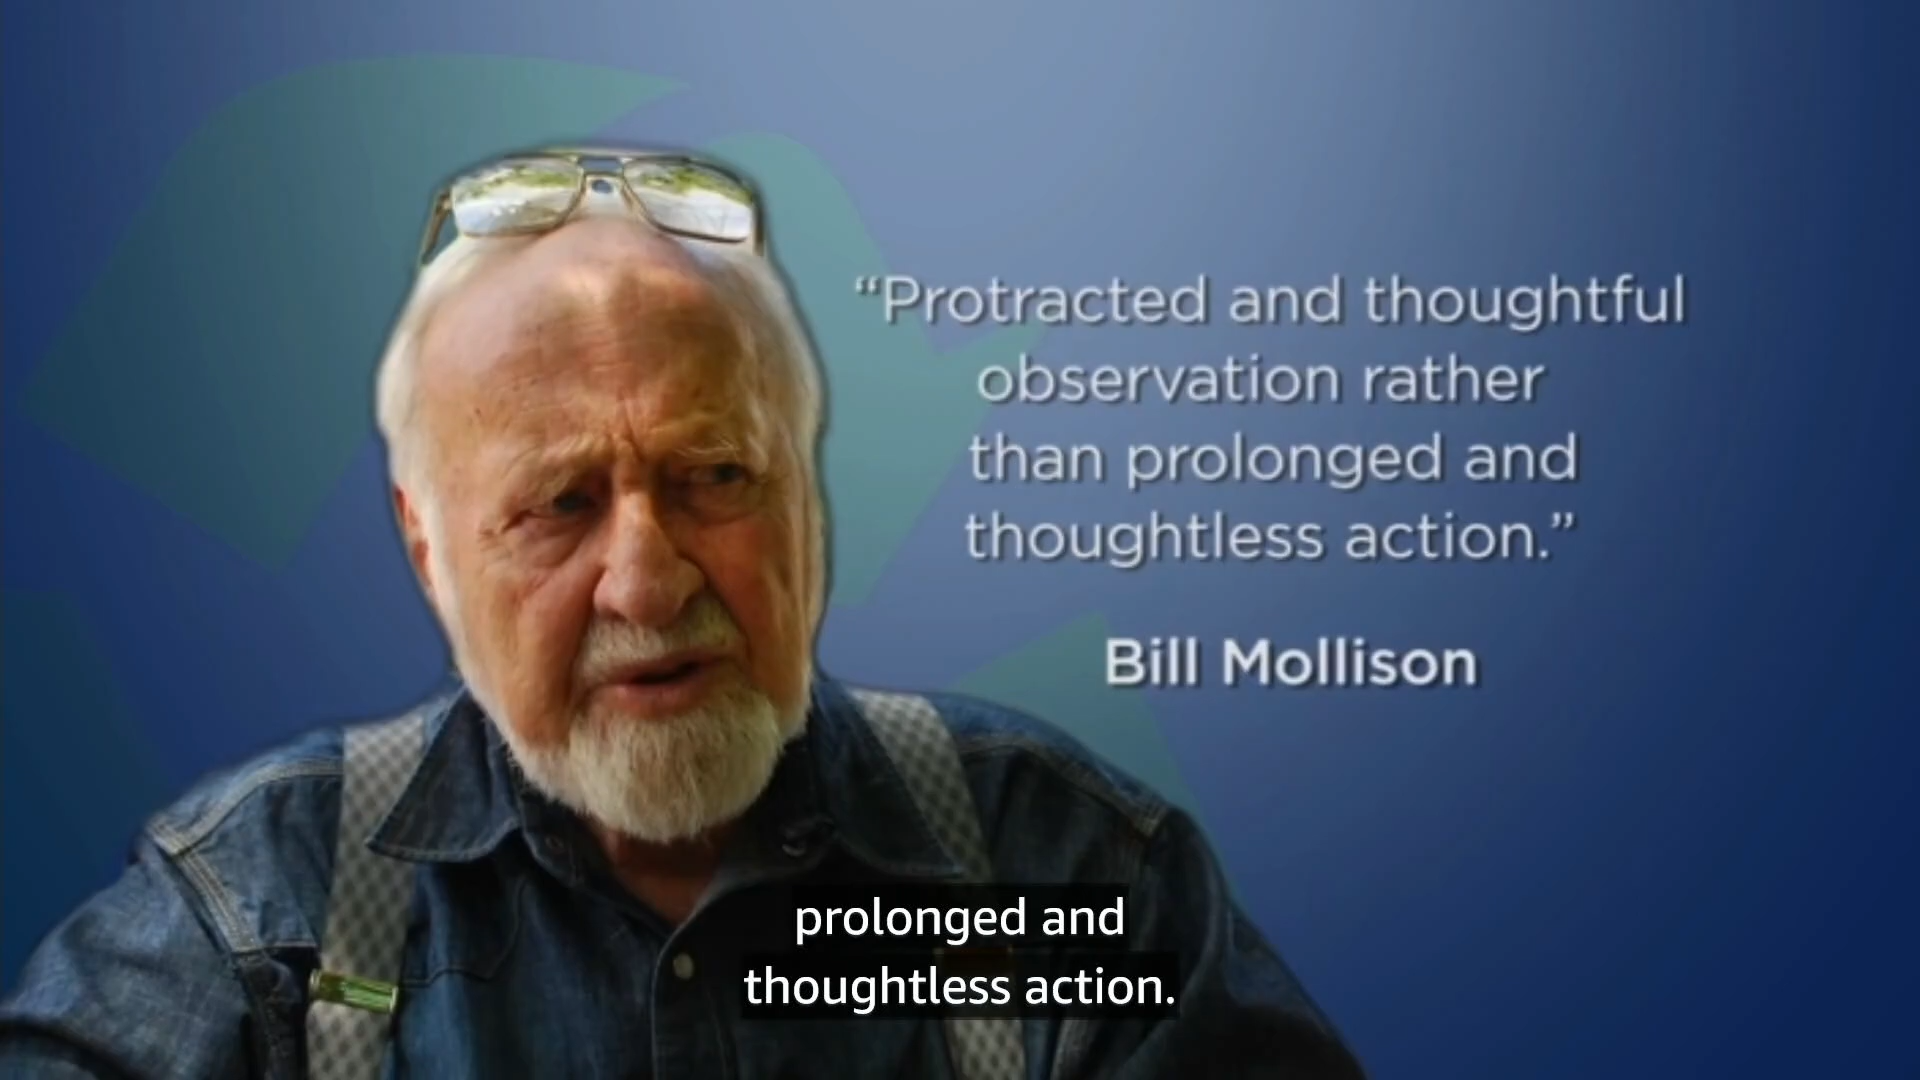 “Protracted and thoughtful
observation rather
than prolonged and
thoughtless action.”
Bill Mollison
prolonged and
thoughtless action.